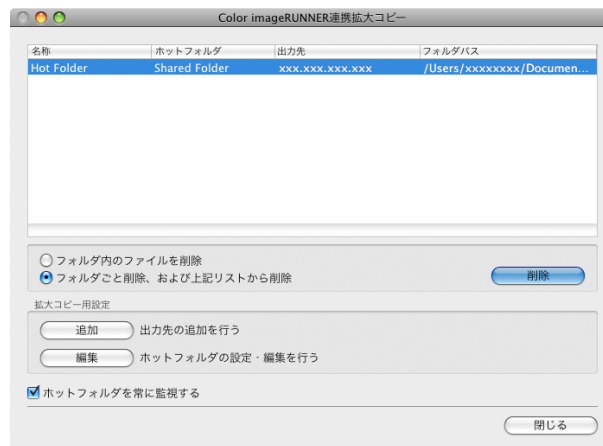 Color imageRUNNER連携拡大コピー
名称 ホットフォルダ 出力先 フォルダパス
Hot Folder Shared Folder xxx.xxx.xxx.xxx /Users/xxxxxxxx/Documen...
フォルダ内のファイルを削除
フォルダごと削除、および上記リストから削除 削除
拡大コピー用設定
追加 出力先の追加を行う
編集 ホットフォルダの設定・編集を行う
ホットフォルダを常に監視する
閉じる